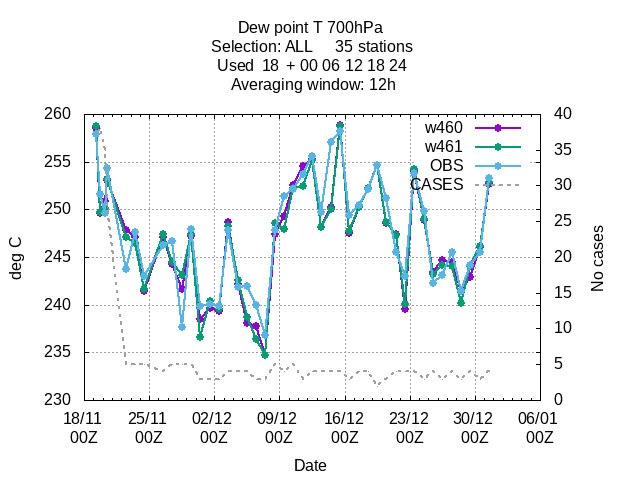 Dew point T 700hPa
Selection: ALL 35 stations
Used 18 + 00 06 12 18 24
Averaging window: 12h
260 40
w460
w461
OBS
CASES
255 35
250 30
245 25
240 20
235 15
230 10
5
0
deg C
No cases
18/11 25/11 02/12 09/12 16/12 23/12 30/12 06/01
00Z 00Z 00Z 00Z 00Z 00Z 00Z 00Z
Date